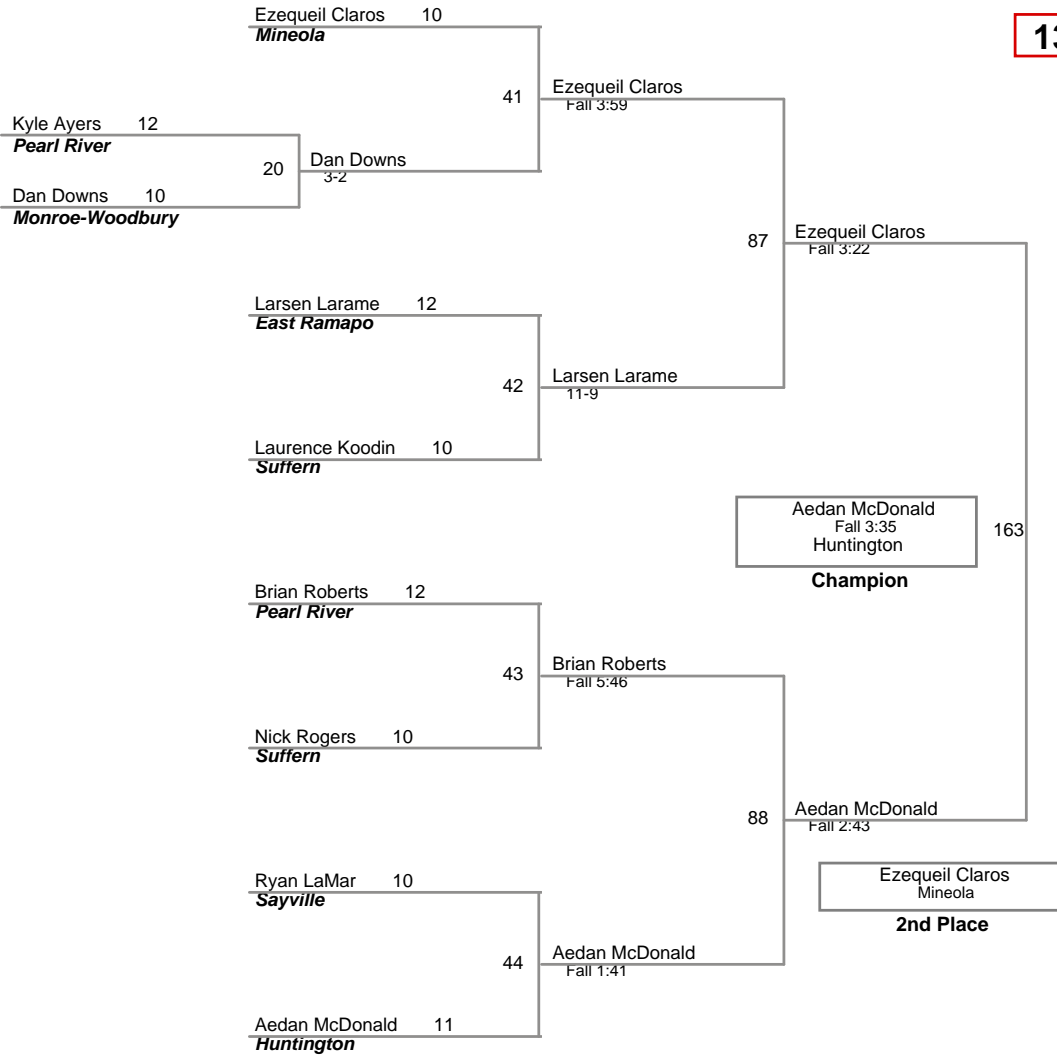 Ezequeil Claros 10
Mineola
13
41
Ezequeil Claros
Fall 3:59
Kyle Ayers 12
Pearl River
20
Dan Downs
3-2
Dan Downs 10
Monroe-Woodbury
87
Ezequeil Claros
Fall 3:22
Larsen Larame 12
East Ramapo
42
Larsen Larame
11-9
Laurence Koodin 10
Suffern
Aedan McDonald
Fall 3:35
Huntington
Champion
163
Brian Roberts 12
Pearl River
43
Brian Roberts
Fall 5:46
Nick Rogers 10
Suffern
88
Aedan McDonald
Fall 2:43
Ryan LaMar 10
Sayville
Ezequeil Claros
Mineola
2nd Place
44
Aedan McDonald
Fall 1:41
Aedan McDonald 11
Huntington